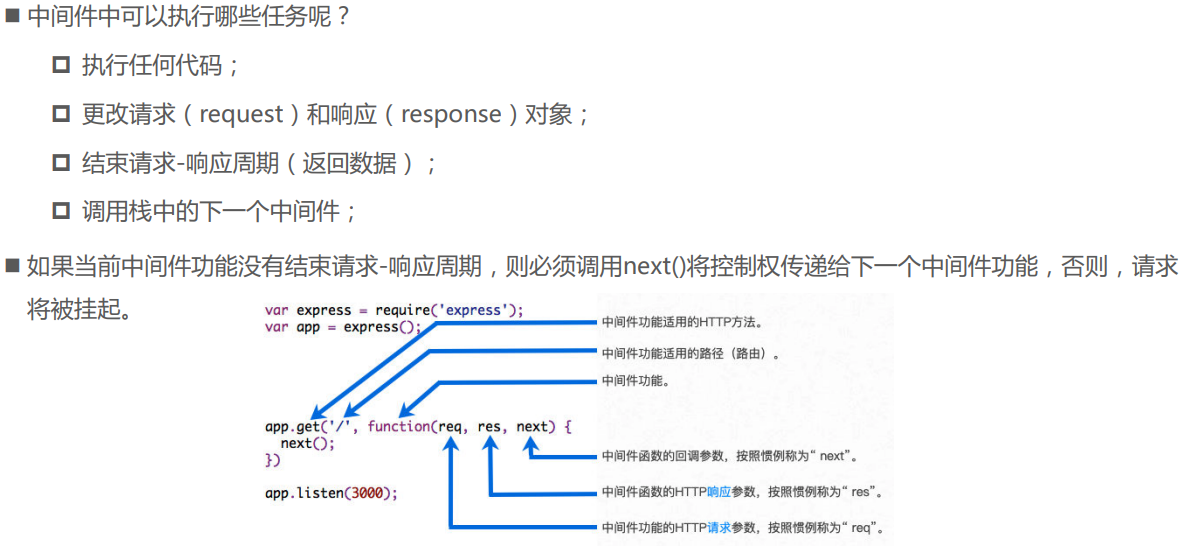 中间件中可以执行哪些任务呢？
执行任何代码；
更改请求（request）和响应（response）对象；
结束请求-响应周期（返回数据）；
调用栈中的下一个中间件；
如果当前中间件功能没有结束请求-响应周期，则必须调用next()将控制权传递给下一个中间件功能，否则，请求
将被挂起。
var express = require('express');
var app = express();
中间件功能适用的HTTP方法。
中间件功能适用的路径（路由）。
中间件功能。
app.get('/', function(req, res, next) {
next();
})
中间件函数的回调参数，按照惯例称为“ next”。
app.listen(3000);
中间件函数的HTTP响应参数，按照惯例称为“ res”。
中间件功能的HTTP请求参数，按照惯例称为“ req”。